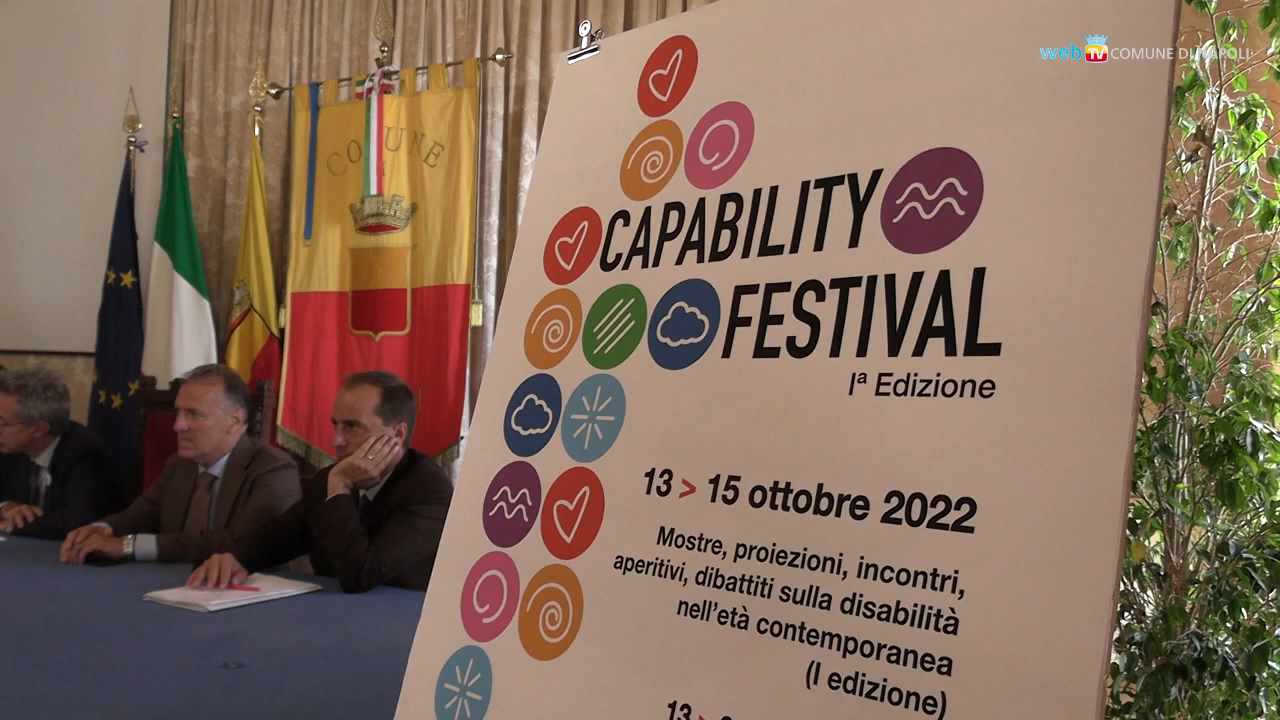 web TV COMUNE DI NAPOLI
COMUNE
CAPABILITY
FESTIVAL
Iª Edizione
13 > 15 ottobre 2022
Mostre, proiezioni, incontri,
aperitivi, dibattiti sulla disabilità
nell'età contemporanea
(I edizione)
13 >